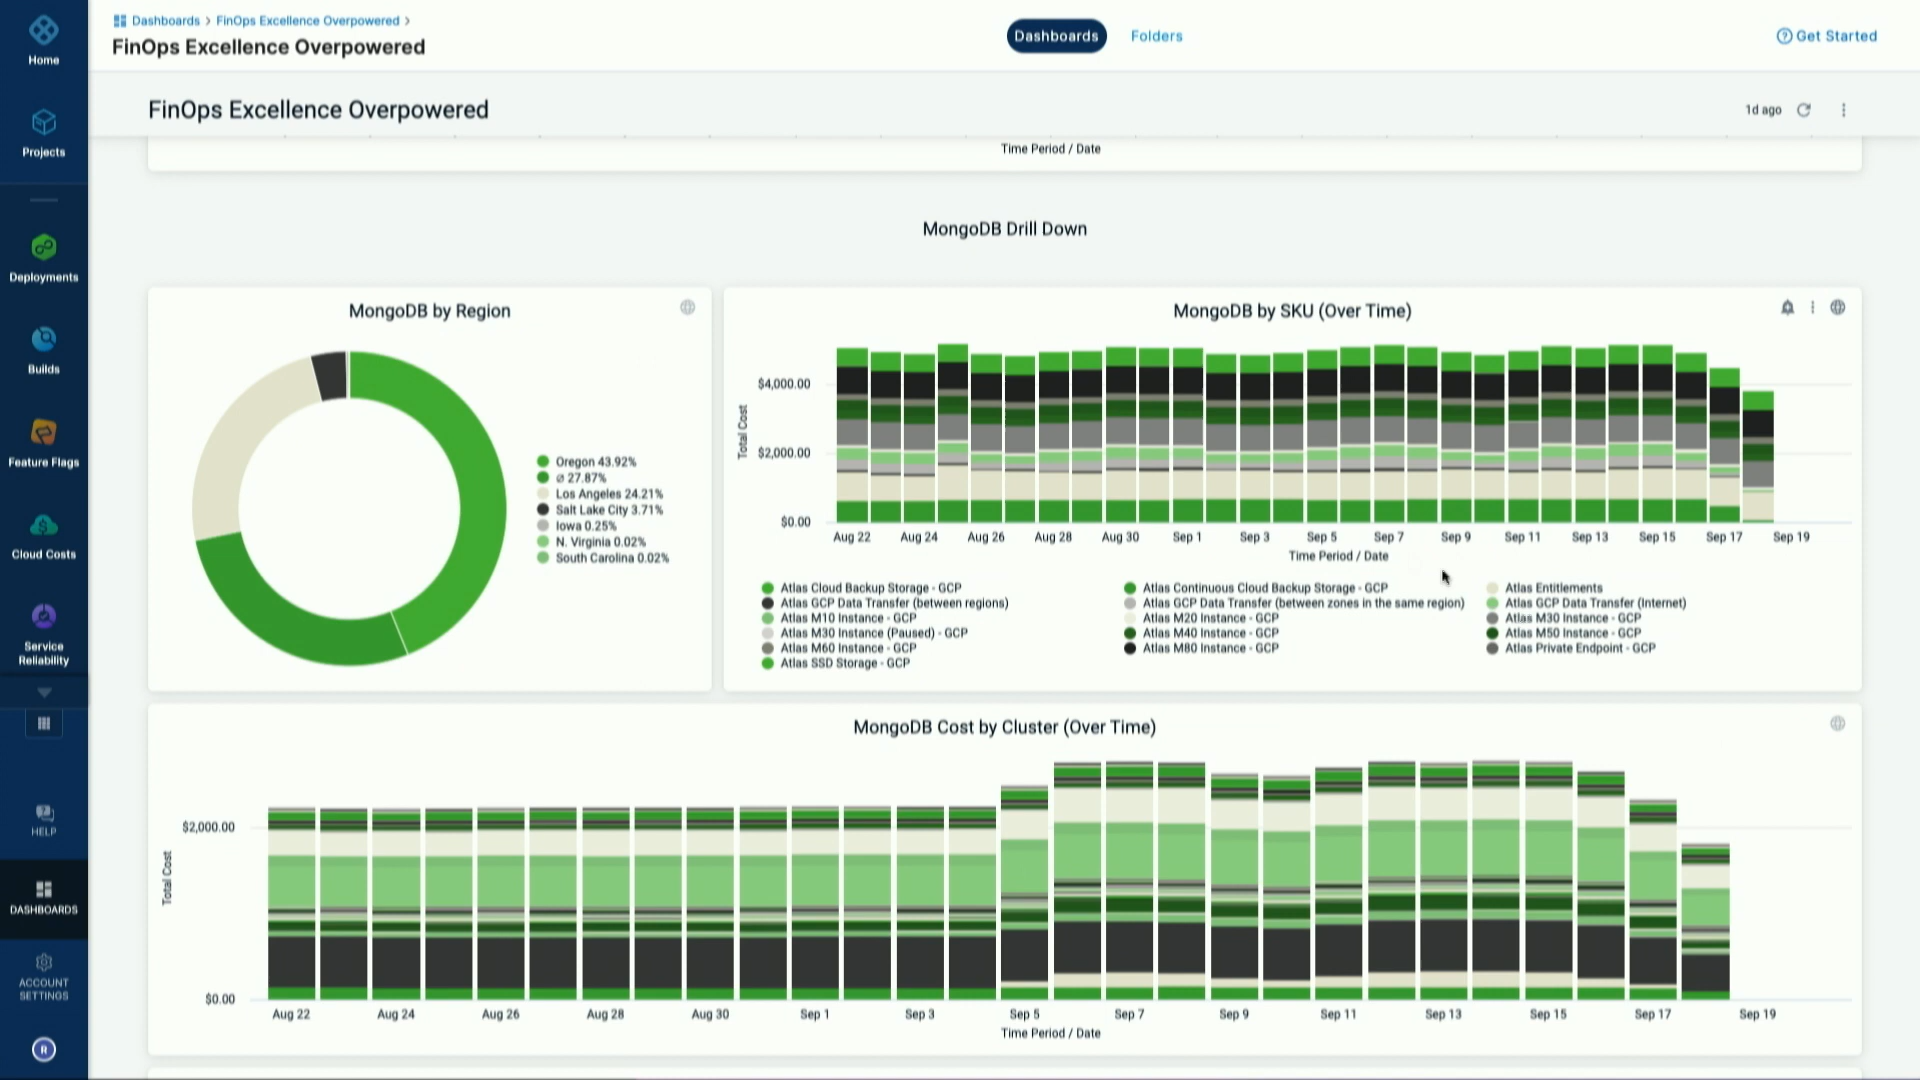 Dashboards > FinOps Excellence Overpowered >
FinOps Excellence Overpowered
Dashboards
Folders
Get Started
Home
Projects
Deployments
Builds
Feature Flags
Cloud Costs
Service
Reliability
HELP
DASHBOARDS
ACCOUNT
SETTINGS
R
FinOps Excellence Overpowered
1d ago
Time Period / Date
MongoDB Drill Down
MongoDB by Region
Oregon 43.92%
ø 27.87%
Los Angeles 24.21%
Salt Lake City 3.71%
Iowa 0.25%
N. Virginia 0.02%
South Carolina 0.02%
MongoDB by SKU (Over Time)
Total Cost
$4,000.00
$2,000.00
$0.00
Aug 22 Aug 24 Aug 26 Aug 28 Aug 30 Sep 1 Sep 3 Sep 5 Sep 7 Sep 9 Sep 11 Sep 13 Sep 15 Sep 17 Sep 19
Time Period / Date
Atlas Cloud Backup Storage - GCP Atlas Continuous Cloud Backup Storage - GCP Atlas Entitlements
Atlas GCP Data Transfer (between regions) Atlas GCP Data Transfer (between zones in the same region) Atlas GCP Data Transfer (Internet)
Atlas M10 Instance - GCP Atlas M20 Instance - GCP Atlas M30 Instance - GCP
Atlas M30 Instance (Paused) - GCP Atlas M40 Instance - GCP Atlas M50 Instance - GCP
Atlas M60 Instance - GCP Atlas M80 Instance - GCP Atlas Private Endpoint - GCP
Atlas SSD Storage - GCP
MongoDB Cost by Cluster (Over Time)
Total Cost
$2,000.00
$0.00
Aug 22 Aug 24 Aug 26 Aug 28 Aug 30 Sep 1 Sep 3 Sep 5 Sep 7 Sep 9 Sep 11 Sep 13 Sep 15 Sep 17 Sep 19
Time Period / Date